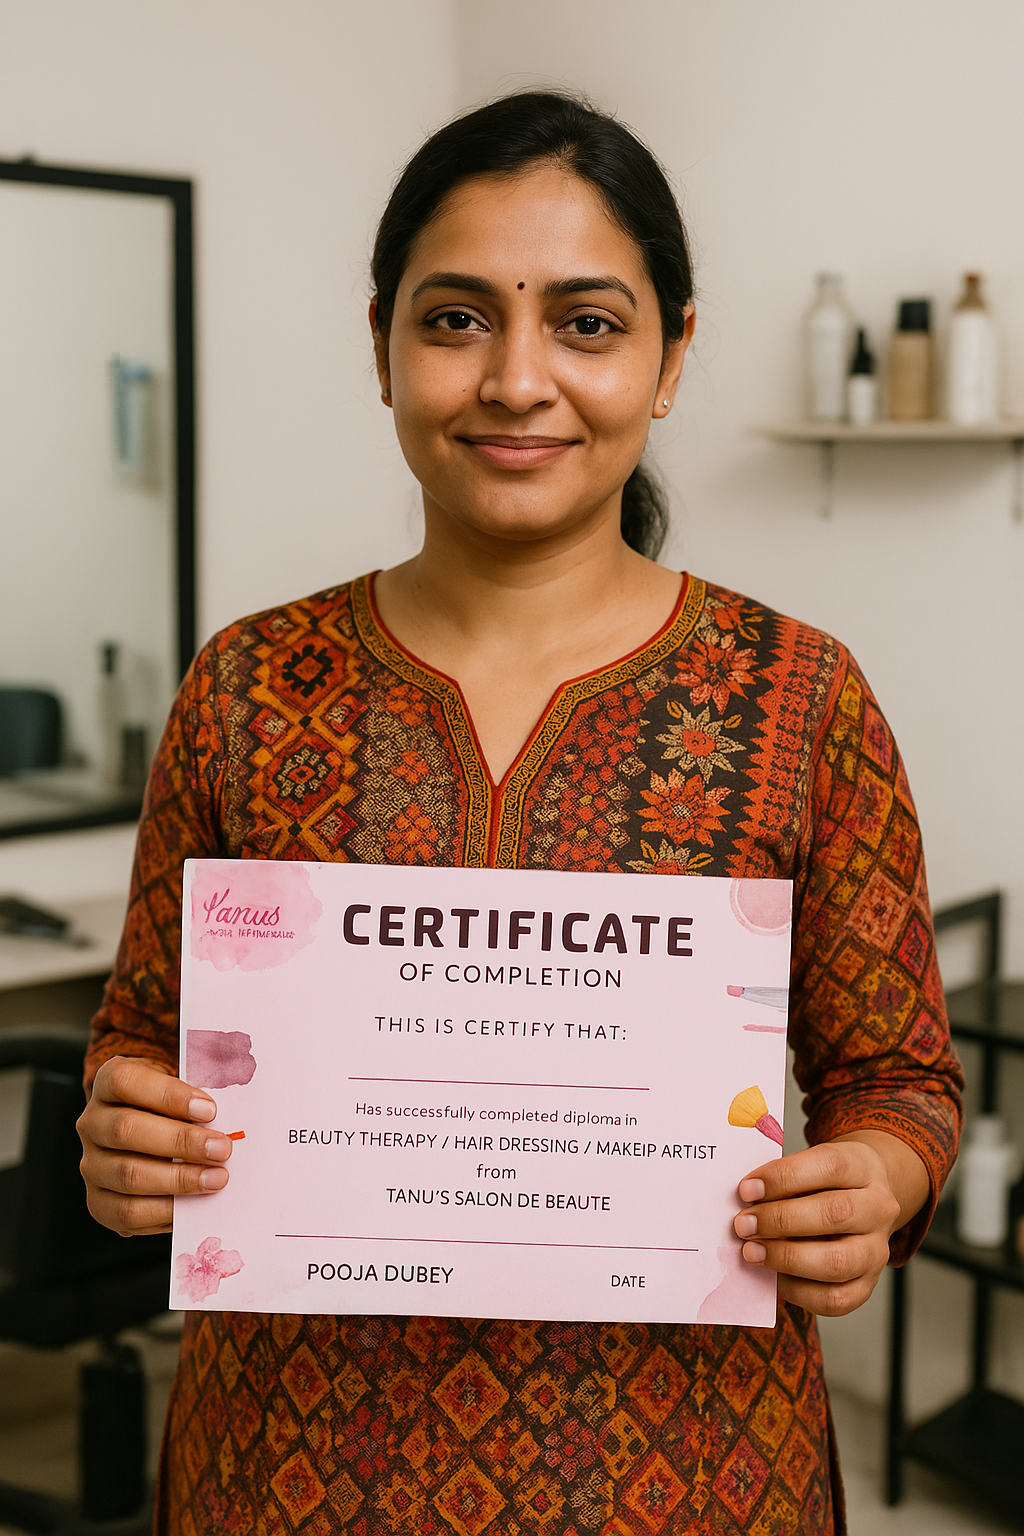 Yanus
CERTIFICATE
OF COMPLETION
THIS IS CERTIFY THAT:
Has successfully completed diploma in
BEAUTY THERAPY / HAIR DRESSING / MAKEIP ARTIST
from
TANU'S SALON DE BEAUTE
POOJA DUBEY
DATE